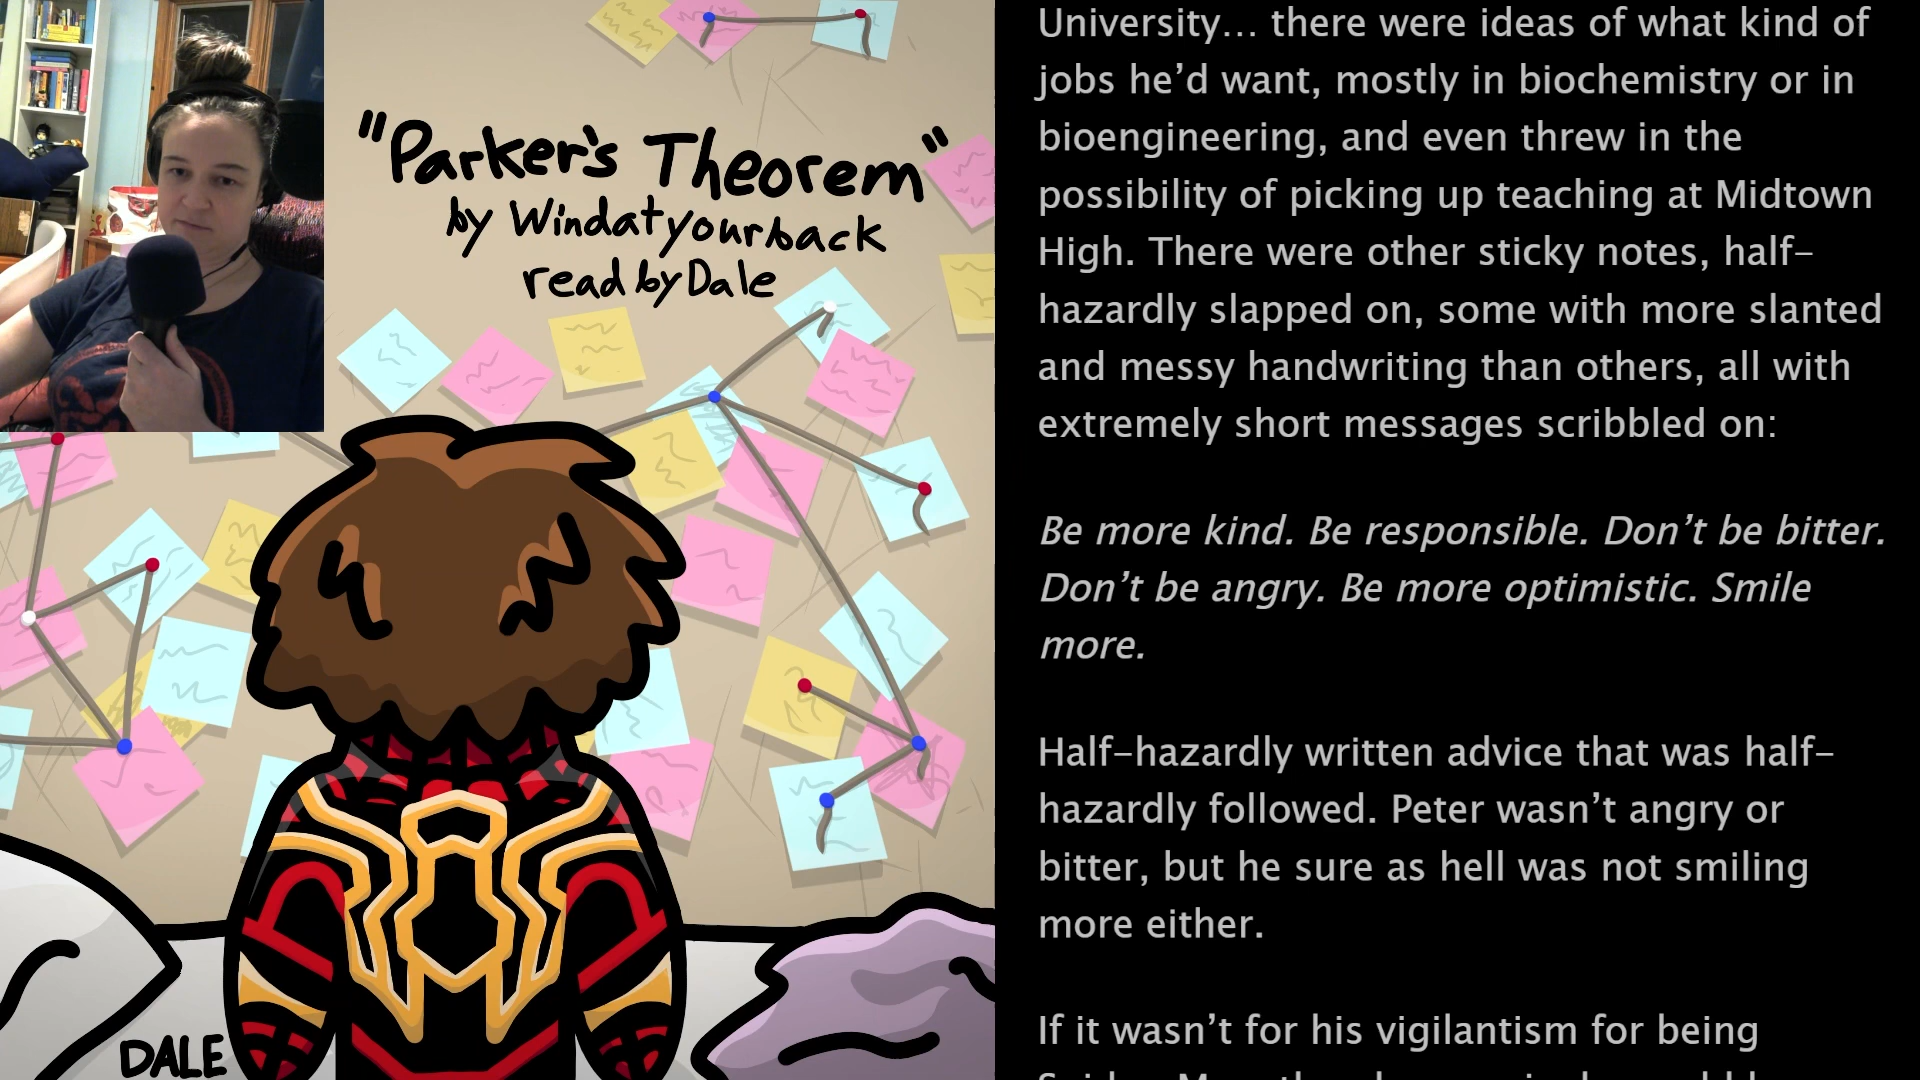 "Parker's Theorem"
by Windatyourback
read by Dale
DALE
University... there were ideas of what kind of
jobs he’d want, mostly in biochemistry or in
bioengineering, and even threw in the
possibility of picking up teaching at Midtown
High. There were other sticky notes, half-
hazardly slapped on, some with more slanted
and messy handwriting than others, all with
extremely short messages scribbled on:
Be more kind. Be responsible. Don’t be bitter.
Don’t be angry. Be more optimistic. Smile
more.
Half-hazardly written advice that was half-
hazardly followed. Peter wasn’t angry or
bitter, but he sure as hell was not smiling
more either.
If it wasn’t for his vigilantism for being